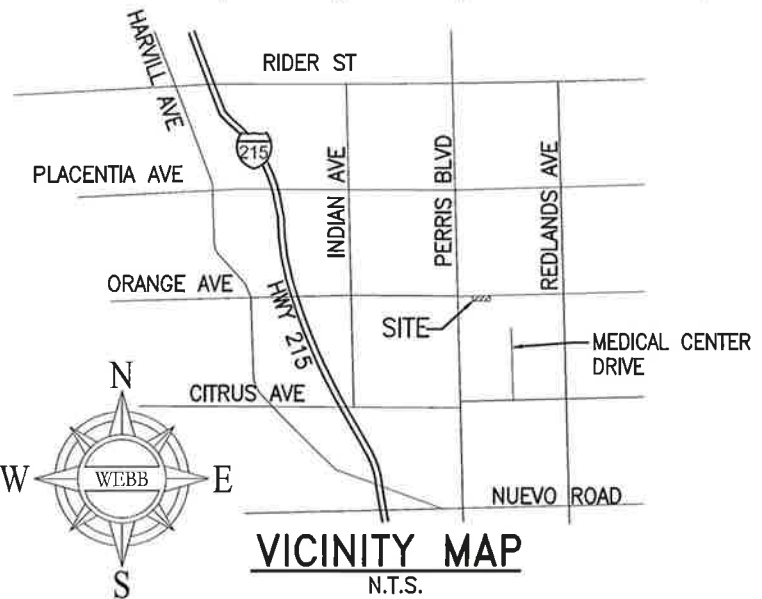 HARVILL AVE
RIDER ST
215
PLACENTIA AVE
INDIAN AVE
PERRIS BLVD
REDLANDS AVE
ORANGE AVE
HWY 215
SITE
MEDICAL CENTER
DRIVE
CITRUS AVE
N
W
WEBB
E
S
NUEVO ROAD
VICINITY MAP
N.T.S.